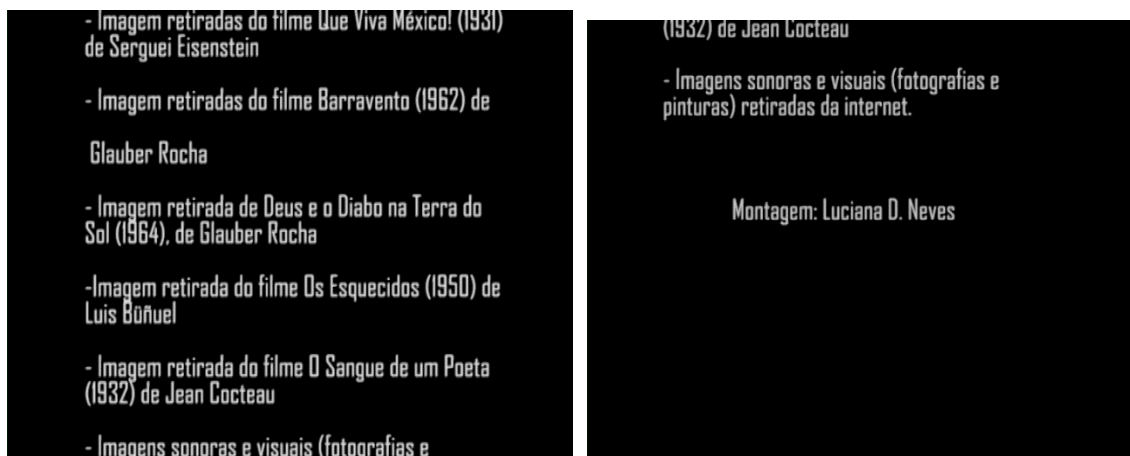 - Imagem retiradas do filme Que Viva México! (1931)
de Serguei Eisenstein
- Imagem retiradas do filme Barravento (1962) de
Glauber Rocha
- Imagem retirada de Deus e o Diabo na Terra do
Sol (1964), de Glauber Rocha
-Imagem retirada do filme Os Esquecidos (1950) de
Luis Büñuel
- Imagem retirada do filme O Sangue de um Poeta
(1932) de Jean Cocteau
- Imagens sonoras e visuais (fotografias e
(1932) de Jean Cocteau
- Imagens sonoras e visuais (fotografias e
pinturas) retiradas da internet.
Montagem: Luciana D. Neves